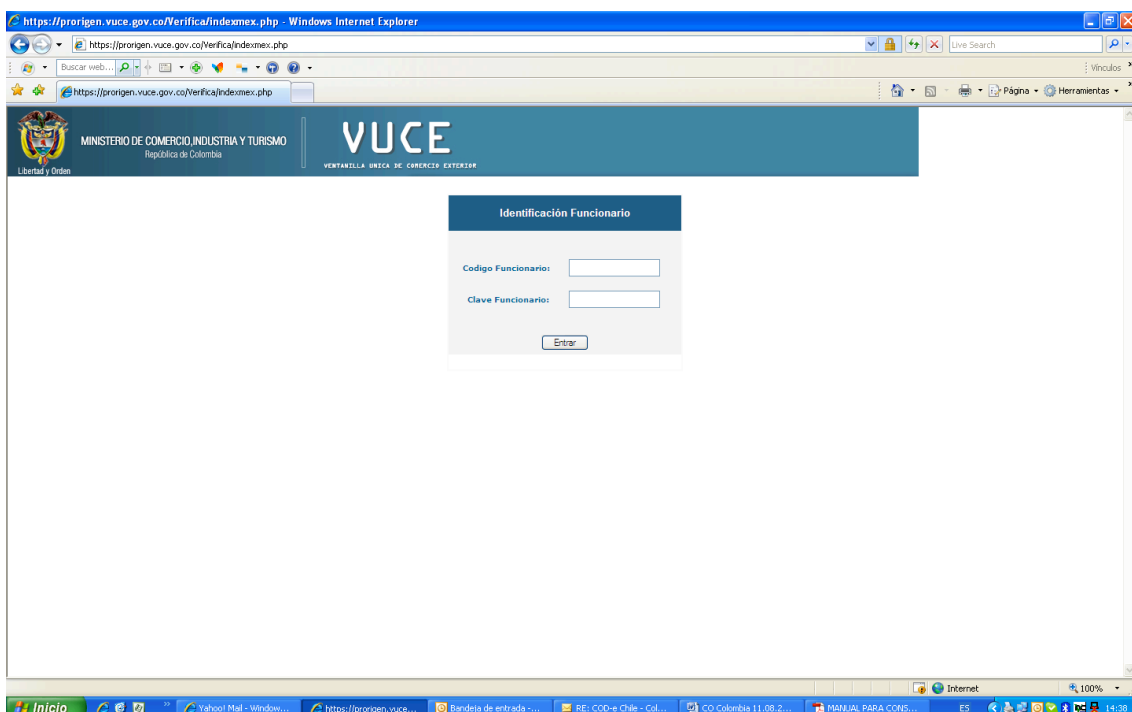 https://prorigen.vuce.gov.co/Verifica/indexmex.php - Windows Internet Explorer
https://prorigen.vuce.gov.co/Verifica/indexmex.php
Live Search
Buscar web...
Vínculos
https://prorigen.vuce.gov.co/Verifica/indexmex.php
Página
Herramientas
MINISTERIO DE COMERCIO,INDUSTRIA Y TURISMO
República de Colombia
Libertad y Orden
VUCE
VENTANILLA UNICA DE COMERCIO EXTERIOR
Identificación Funcionario
Codigo Funcionario:
Clave Funcionario:
Entrar
Internet
100%
Inicio
Yahoo! Mail - Window...
https://prorigen.vuce...
Bandeja de entrada -...
RE: COD-e Chile - Col...
CO Colombia 11.08.2...
MANUAL PARA CONS...
ES
14:38